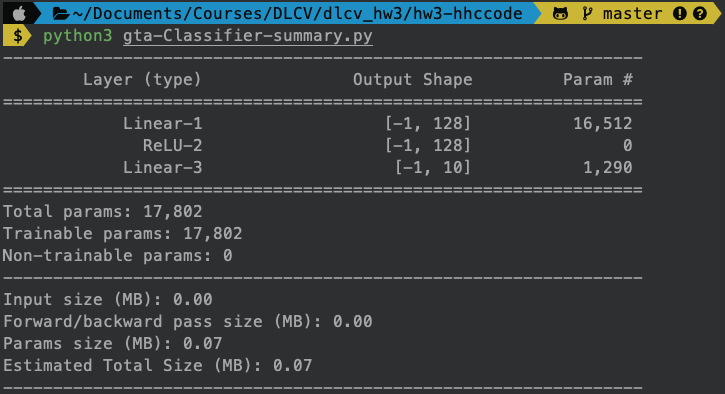 ~/Documents/Courses/DLCV/dlcv_hw3/hw3-hhccode master
$ python3 gta-Classifier-summary.py
----------------------------------------------------------------
Layer (type) Output Shape Param #
================================================================
Linear-1 [-1, 128] 16,512
ReLU-2 [-1, 128] 0
Linear-3 [-1, 10] 1,290
================================================================
Total params: 17,802
Trainable params: 17,802
Non-trainable params: 0
----------------------------------------------------------------
Input size (MB): 0.00
Forward/backward pass size (MB): 0.00
Params size (MB): 0.07
Estimated Total Size (MB): 0.07
----------------------------------------------------------------